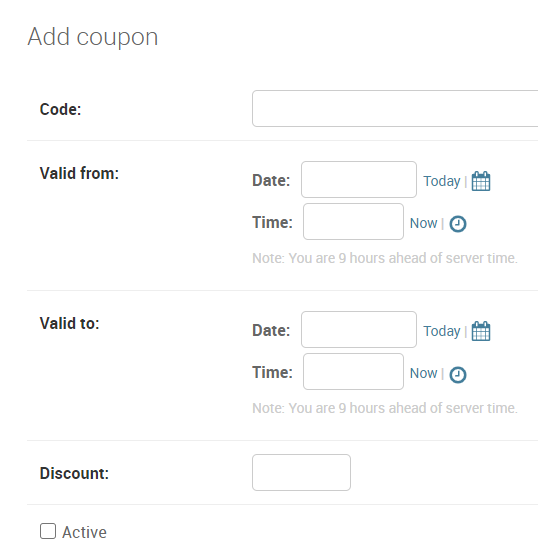 Add coupon
Code:
Valid from:
Date:
Today |
Time:
Now |
Note: You are 9 hours ahead of server time.
Valid to:
Date:
Today |
Time:
Now |
Note: You are 9 hours ahead of server time.
Discount:
Active